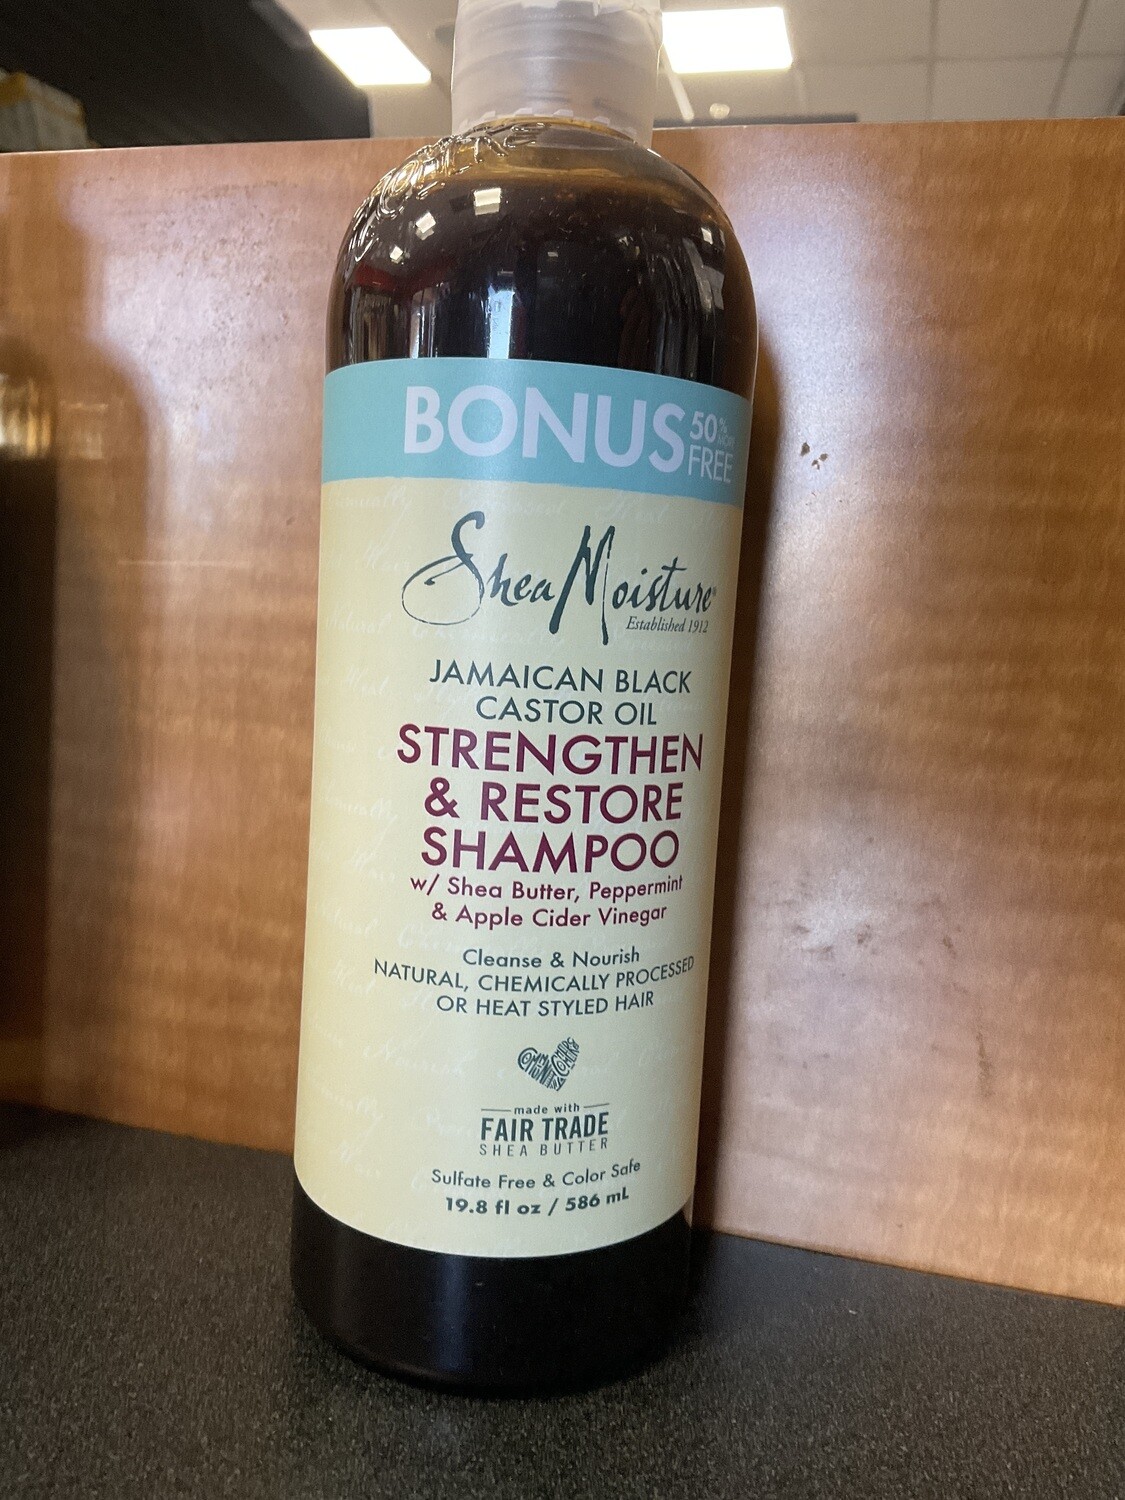 BONUS 50% MORE FREE
SheaMoisture®
Established 1912
JAMAICAN BLACK
CASTOR OIL
STRENGTHEN
& RESTORE
SHAMPOO
w/ Shea Butter, Peppermint
& Apple Cider Vinegar
Cleanse & Nourish
NATURAL, CHEMICALLY PROCESSED
OR HEAT STYLED HAIR
made with
FAIR TRADE
SHEA BUTTER
Sulfate Free & Color Safe
19.8 fl oz / 586 mL